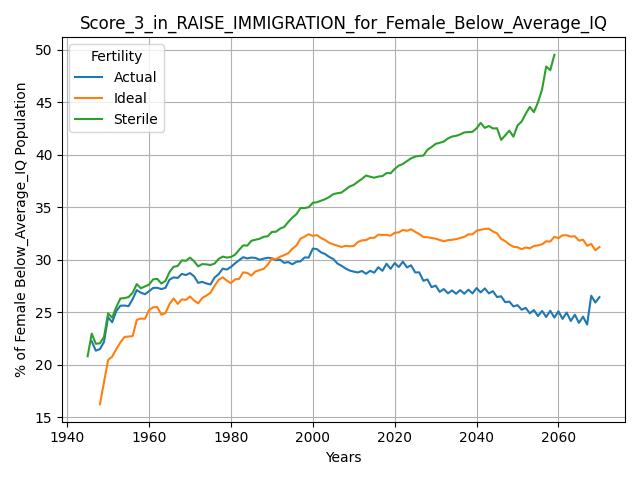 Score_3_in_RAISE_IMMIGRATION_for_Female_Below_Average_IQ
Fertility
Actual
Ideal
Sterile
% of Female Below_Average_IQ Population
50
45
40
35
30
25
20
15
1940
1960
1980
2000
2020
2040
2060
Years